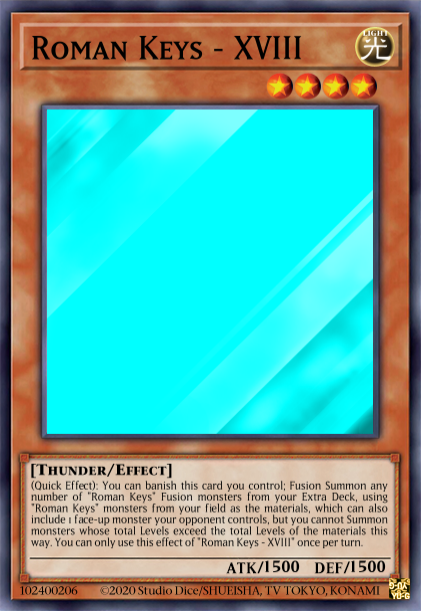 ROMAN KEYS - XVIII
LIGHT
光
[THUNDER/EFFECT]
(Quick Effect): You can banish this card you control; Fusion Summon any
number of "Roman Keys" Fusion monsters from your Extra Deck, using
"Roman Keys" monsters from your field as the materials, which can also
include 1 face-up monster your opponent controls, but you cannot Summon
monsters whose total Levels exceed the total Levels of the materials this
way. You can only use this effect of "Roman Keys - XVIII" once per turn.
ATK/1500 DEF/1500
102400206 ©2020 Studio Dice/SHUEISHA, TV TOKYO, KONAMI